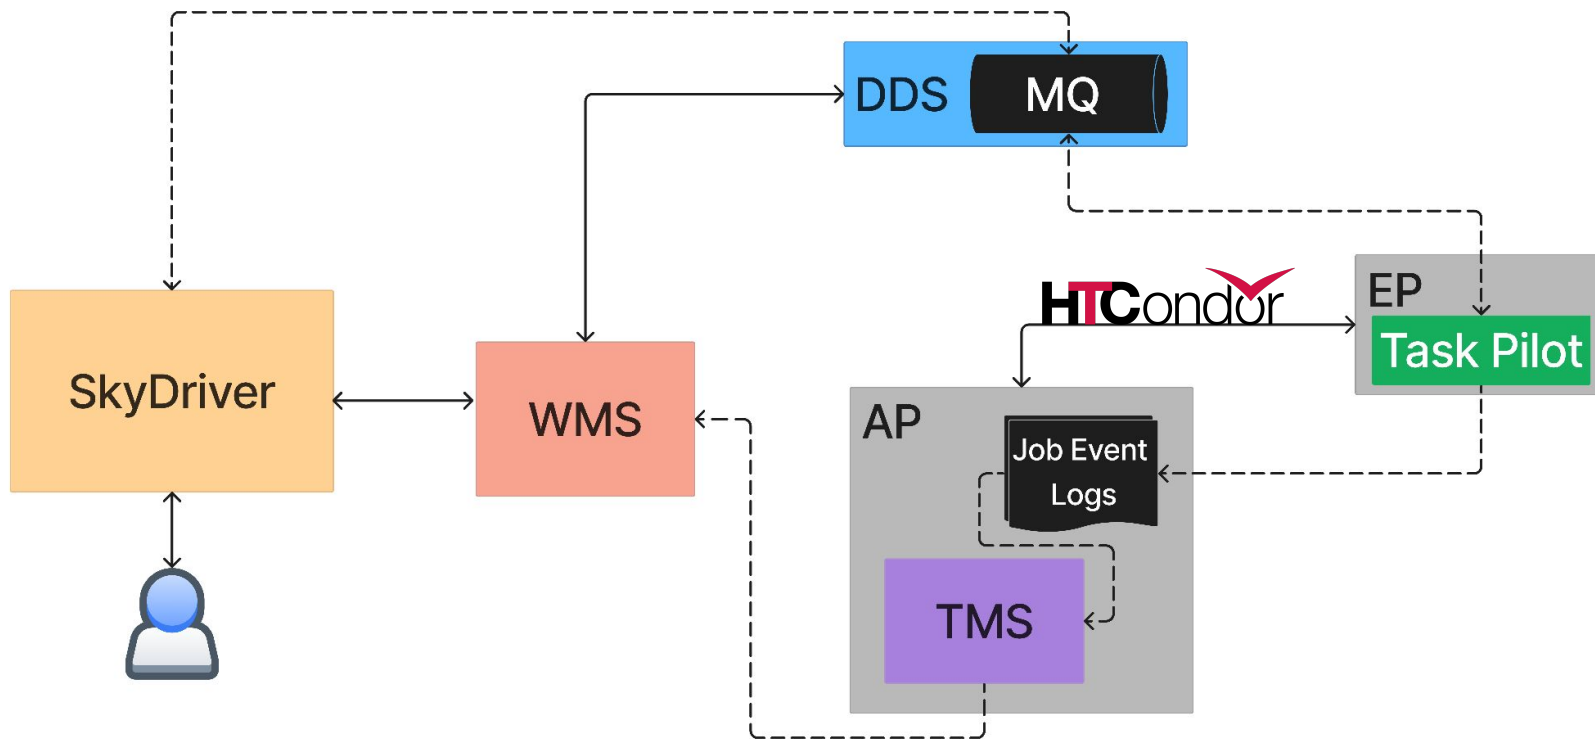 DDS
MQ
HTCondor
EP
Task Pilot
SkyDriver
WMS
AP
Job Event
Logs
TMS